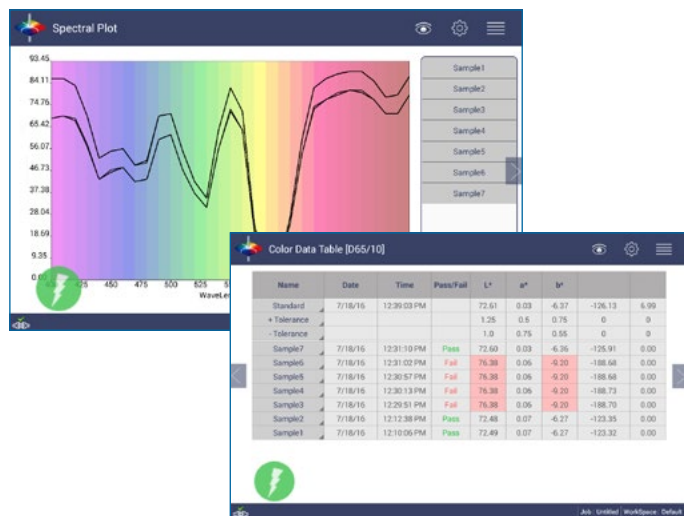 Spectral Plot
93.45
84.11
74.76
65.42
56.07
46.73
37.38
28.04
18.69
9.35
425 450 475 500 525
Sample1
Sample2
Sample3
Sample4
Sample5
Sample6
Sample7
Color Data Table [D65/10]
Name Date Time Pass/Fail L* a* b*
Standard 7/18/16 12:39:03 PM 72.61 0.03 -6.37 -126.13 6.99
+ Tolerance 1.25 0.5 0.75 0 0
- Tolerance 1.0 0.75 0.55 0 0
Sample7 7/18/16 12:31:10 PM Pass 72.60 0.03 -6.36 -125.91 0.00
Sample6 7/18/16 12:31:02 PM Fail 76.38 0.06 -9.20 -188.68 0.00
Sample5 7/18/16 12:30:57 PM Fail 76.38 0.06 -9.20 -188.68 0.00
Sample4 7/18/16 12:30:13 PM Fail 76.38 0.06 -9.20 -188.73 0.00
Sample3 7/18/16 12:29:51 PM Fail 76.38 0.06 -9.20 -188.70 0.00
Sample2 7/18/16 12:12:38 PM Pass 72.48 0.07 -6.27 -123.35 0.00
Sample1 7/18/16 12:10:06 PM Pass 72.49 0.07 -6.27 -123.32 0.00
Job : Untitled WorkSpace : Default